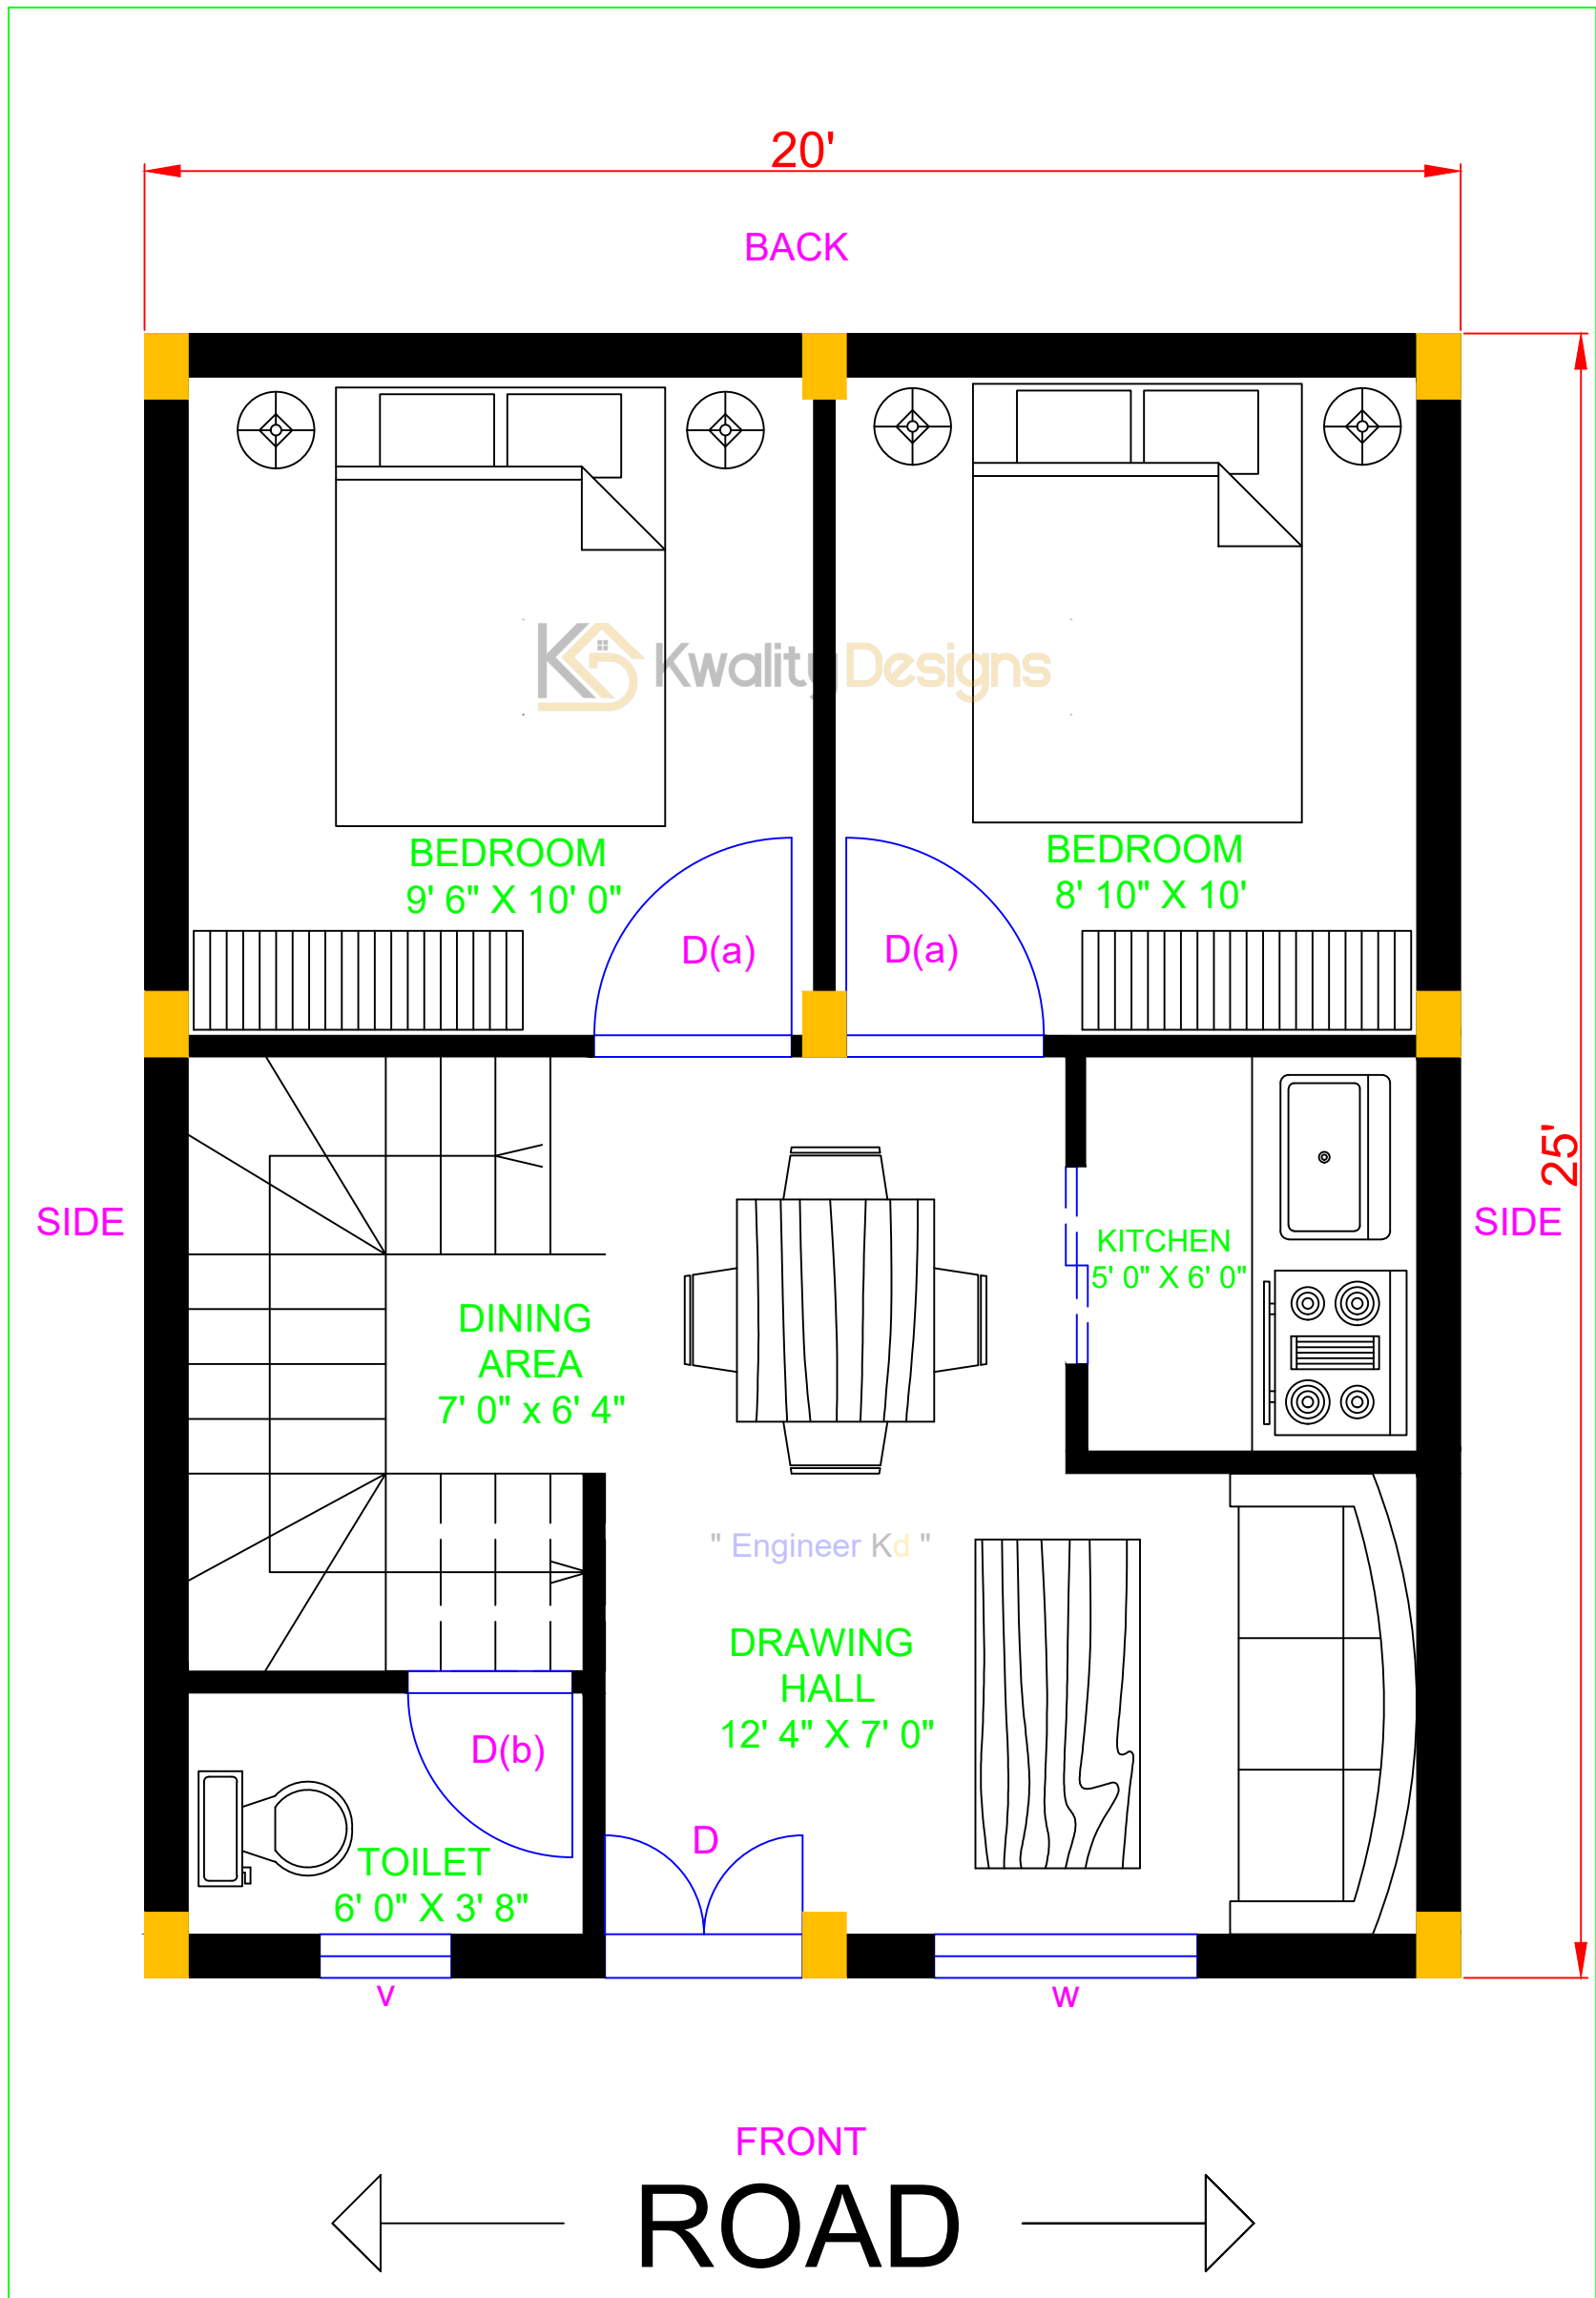 20'
BACK
Kwality Designs
BEDROOM
9' 6" X 10' 0"
BEDROOM
8' 10" X 10'
D(a)
D(a)
SIDE
25'
SIDE
KITCHEN
5' 0" X 6' 0"
DINING
AREA
7' 0" x 6' 4"
" Engineer Kd "
DRAWING
HALL
12' 4" X 7' 0"
D(b)
D
TOILET
6' 0" X 3' 8"
V
W
FRONT
ROAD